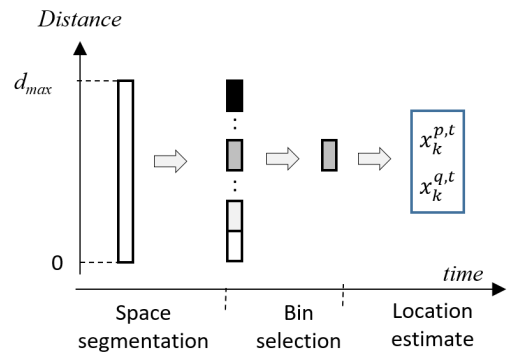 Distance
d_max
0
x_k^{p,t}
x_k^{q,t}
time
Space
segmentation
Bin
selection
Location
estimate